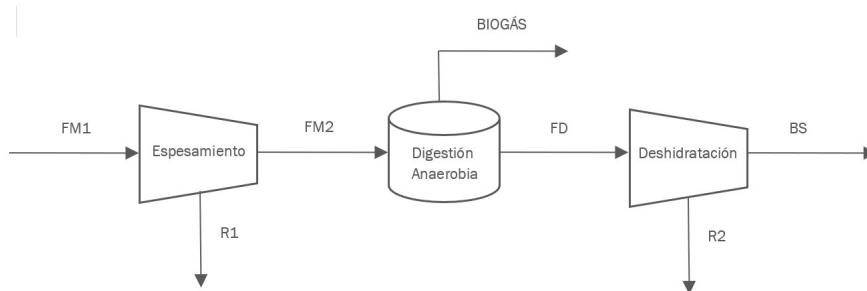 BIOGÁS
FM1
Espesamiento
FM2
Digestión
Anaerobia
FD
Deshidratación
BS
R1
R2